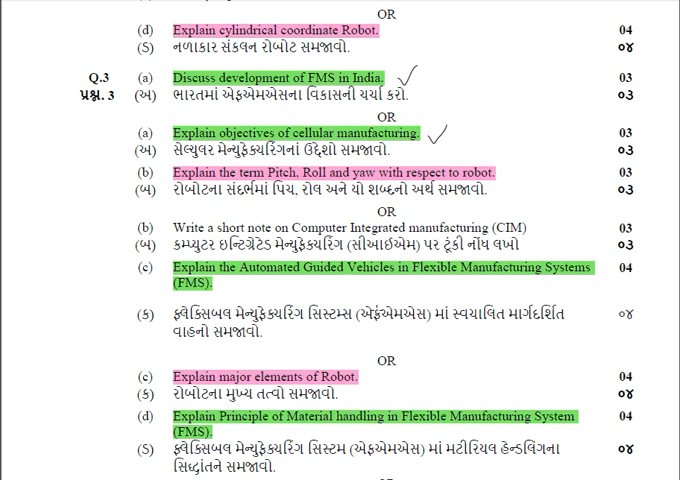 OR
(d) Explain cylindrical coordinate Robot. 04
(S) નળાકાર સંકલન રોબોટ સમજાવો. ૦૪
Q.3 (a) Discuss development of FMS in India. 03
પ્રશ્ન. 3 (અ) ભારતમાં એફએમએસના વિકાસની ચર્ચા કરો. ૦૩
OR
(a) Explain objectives of cellular manufacturing. 03
(અ) સેલ્યુલર મેન્યુફેક્ચરિંગનાં ઉદ્દેશો સમજાવો. ૦૩
(b) Explain the term Pitch, Roll and yaw with respect to robot. 03
(બ) રોબોટના સંદર્ભમાં પિચ, રોલ અને યો શબ્દનો અર્થ સમજાવો. ૦૩
OR
(b) Write a short note on Computer Integrated manufacturing (CIM) 03
(બ) કમ્પ્યુટર ઇન્ટિગ્રેટેડ મેન્યુફેક્ચરિંગ (સીઆઈએમ) પર ટૂંકી નોંધ લખો ૦૩
(c) Explain the Automated Guided Vehicles in Flexible Manufacturing Systems 04
(FMS).
(ક) ફ્લેક્સિબલ મેન્યુફેક્ચરિંગ સિસ્ટમ્સ (એફએમએસ) માં સ્વચાલિત માર્ગદર્શિત ૦૪
વાહનો સમજાવો.
OR
(c) Explain major elements of Robot. 04
(ક) રોબોટના મુખ્ય તત્વો સમજાવો. ૦૪
(d) Explain Principle of Material handling in Flexible Manufacturing System 04
(FMS).
(S) ફ્લેક્સિબલ મેન્યુફેક્ચરિંગ સિસ્ટમ (એફએમએસ) માં મટીરિયલ હેન્ડલિંગના ૦૪
સિદ્ધાંતને સમજાવો.